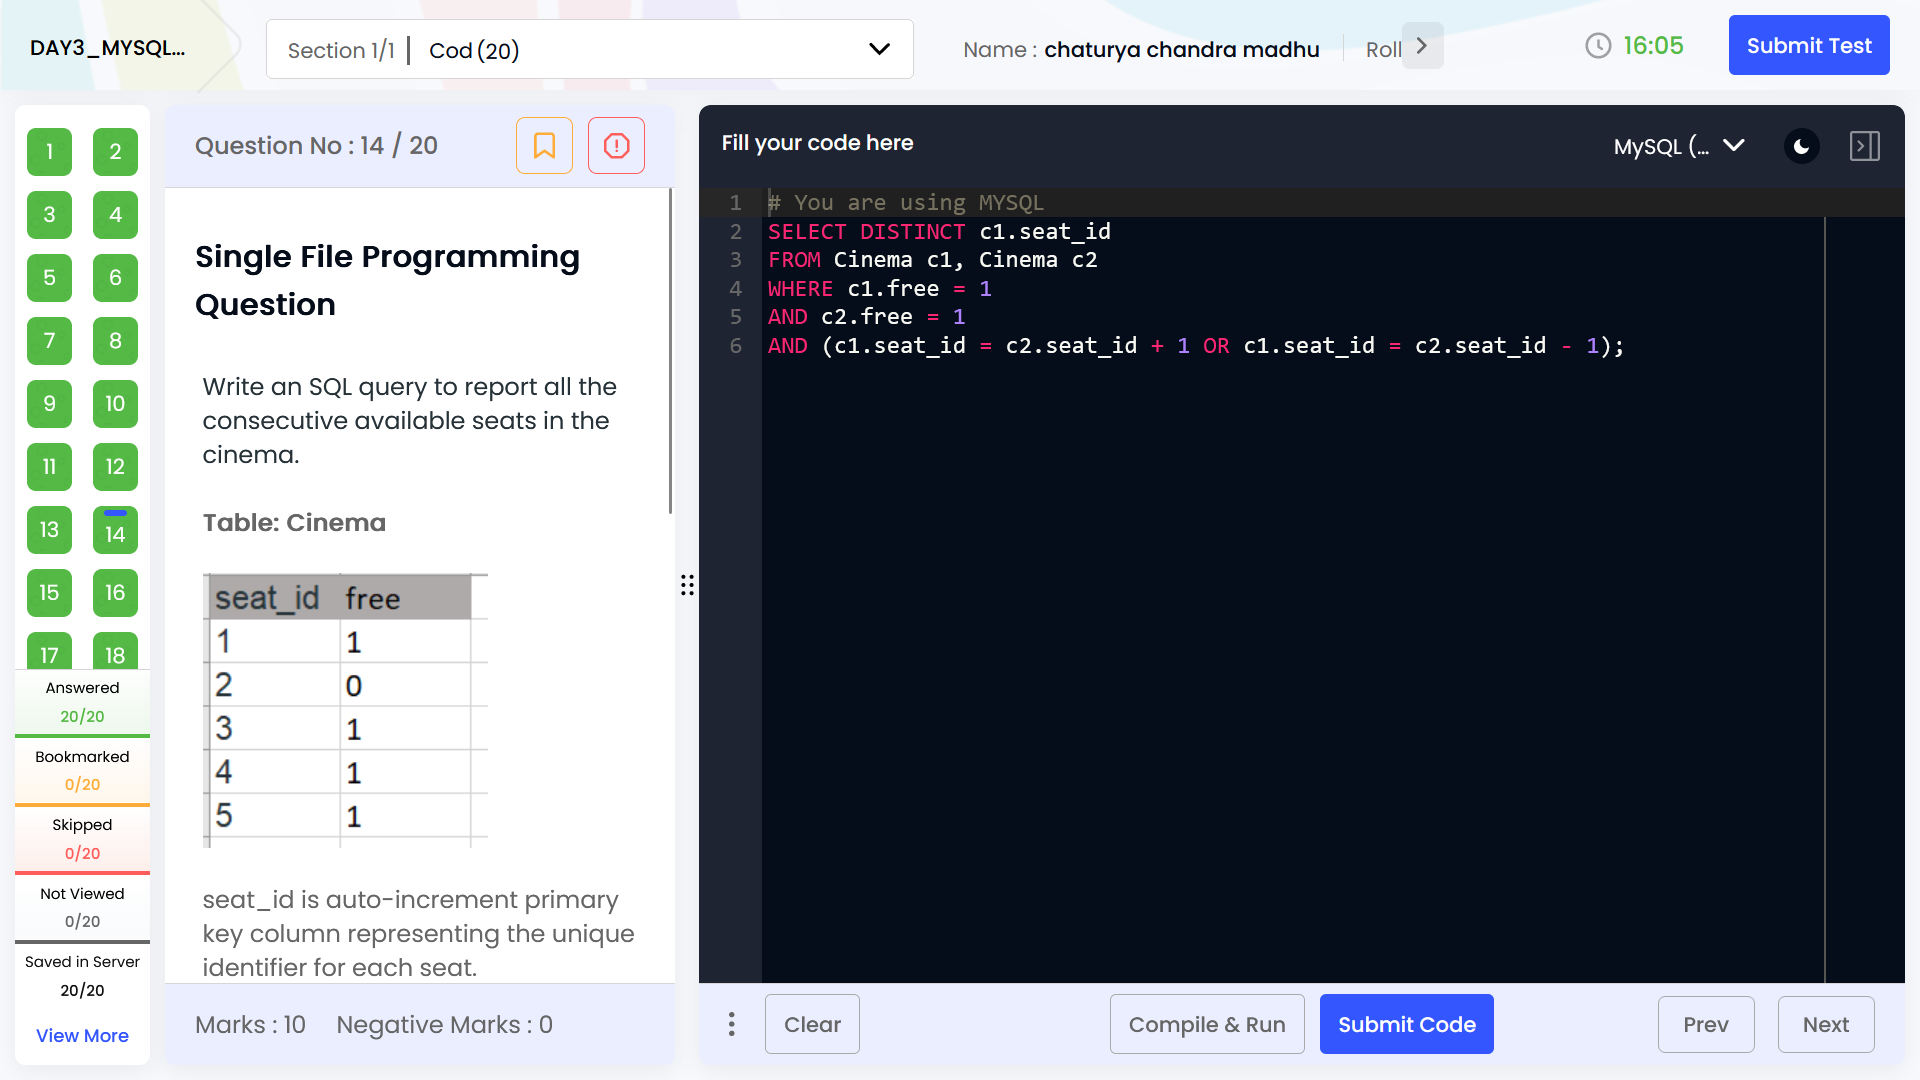 DAY3_MYSQL...
Section 1/1 | Cod (20)
Name : chaturya chandra madhu
Roll
16:05
Submit Test
1 2
3 4
5 6
7 8
9 10
11 12
13 14
15 16
17 18
Answered
20/20
Bookmarked
0/20
Skipped
0/20
Not Viewed
0/20
Saved in Server
20/20
View More
Question No : 14 / 20
Single File Programming
Question
Write an SQL query to report all the
consecutive available seats in the
cinema.
Table: Cinema
seat_id free
1 1
2 0
3 1
4 1
5 1
seat_id is auto-increment primary
key column representing the unique
identifier for each seat.
Marks : 10 Negative Marks : 0
Fill your code here
MySQL (...
1 # You are using MYSQL
2 SELECT DISTINCT c1.seat_id
3 FROM Cinema c1, Cinema c2
4 WHERE c1.free = 1
5 AND c2.free = 1
6 AND (c1.seat_id = c2.seat_id + 1 OR c1.seat_id = c2.seat_id - 1);
Clear
Compile & Run
Submit Code
Prev
Next